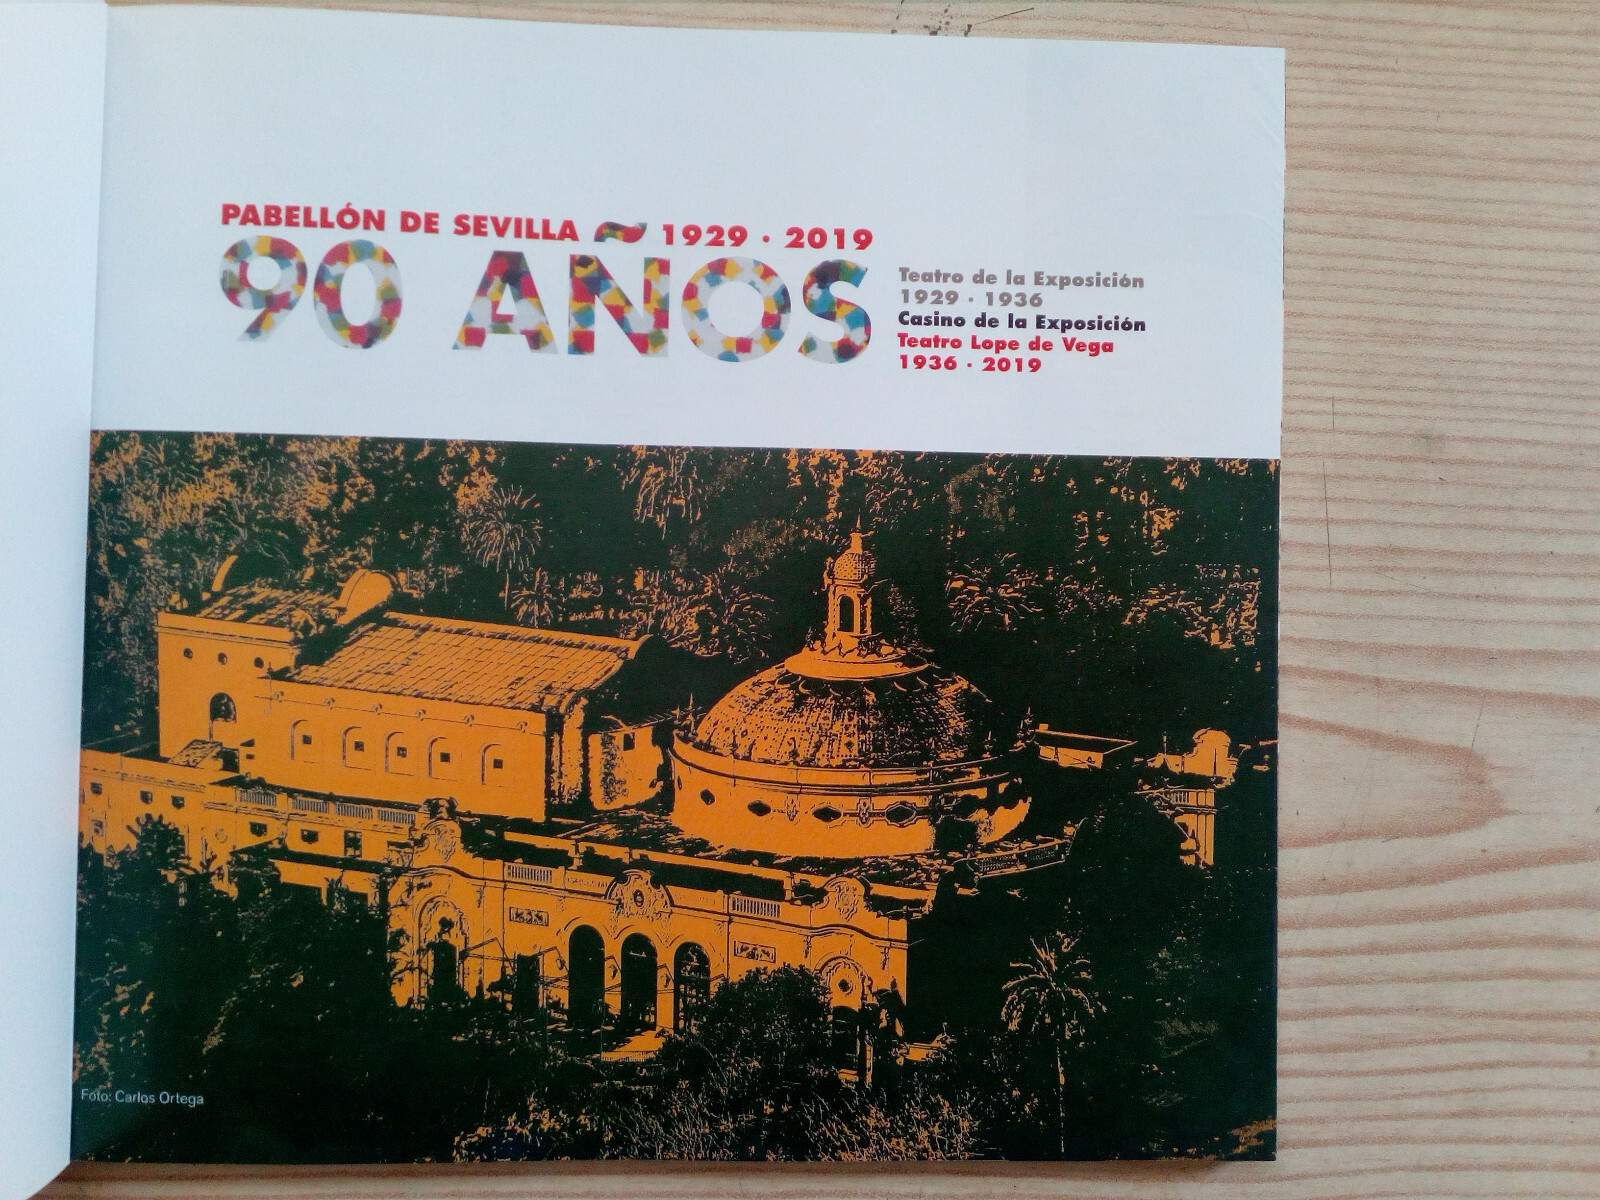 PABELLÓN DE SEVILLA 1929 · 2019
90 AÑOS
Teatro de la Exposición
1929 · 1936
Casino de la Exposición
Teatro Lope de Vega
1936 · 2019
Foto: Carlos Ortega